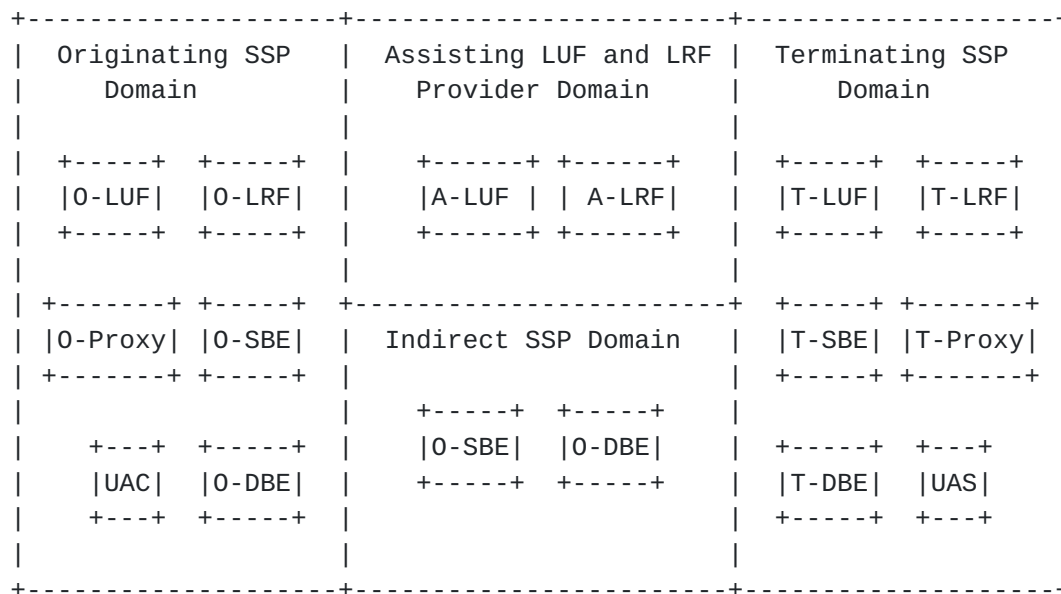 +--------------------+------------------------+--------------------
|  Originating SSP   |  Assisting LUF and LRF |  Terminating SSP
|     Domain         |    Provider Domain     |      Domain
|                    |                        |
|  +-----+  +-----+  |    +------+ +------+   |  +-----+  +-----+
|  |O-LUF|  |O-LRF|  |    |A-LUF | | A-LRF|   |  |T-LUF|  |T-LRF|
|  +-----+  +-----+  |    +------+ +------+   |  +-----+  +-----+
|                    |                        |
| +-------+ +-----+  +------------------------+  +-----+ +-------+
| |O-Proxy| |O-SBE|  |  Indirect SSP Domain   |  |T-SBE| |T-Proxy|
| +-------+ +-----+  |                        |  +-----+ +-------+
|                    |    +-----+  +-----+    |
|    +---+  +-----+  |    |O-SBE|  |O-DBE|    |  +-----+  +---+
|    |UAC|  |O-DBE|  |    +-----+  +-----+    |  |T-DBE|  |UAS|
|    +---+  +-----+  |                        |  +-----+  +---+
|                    |                        |
+--------------------+------------------------+--------------------